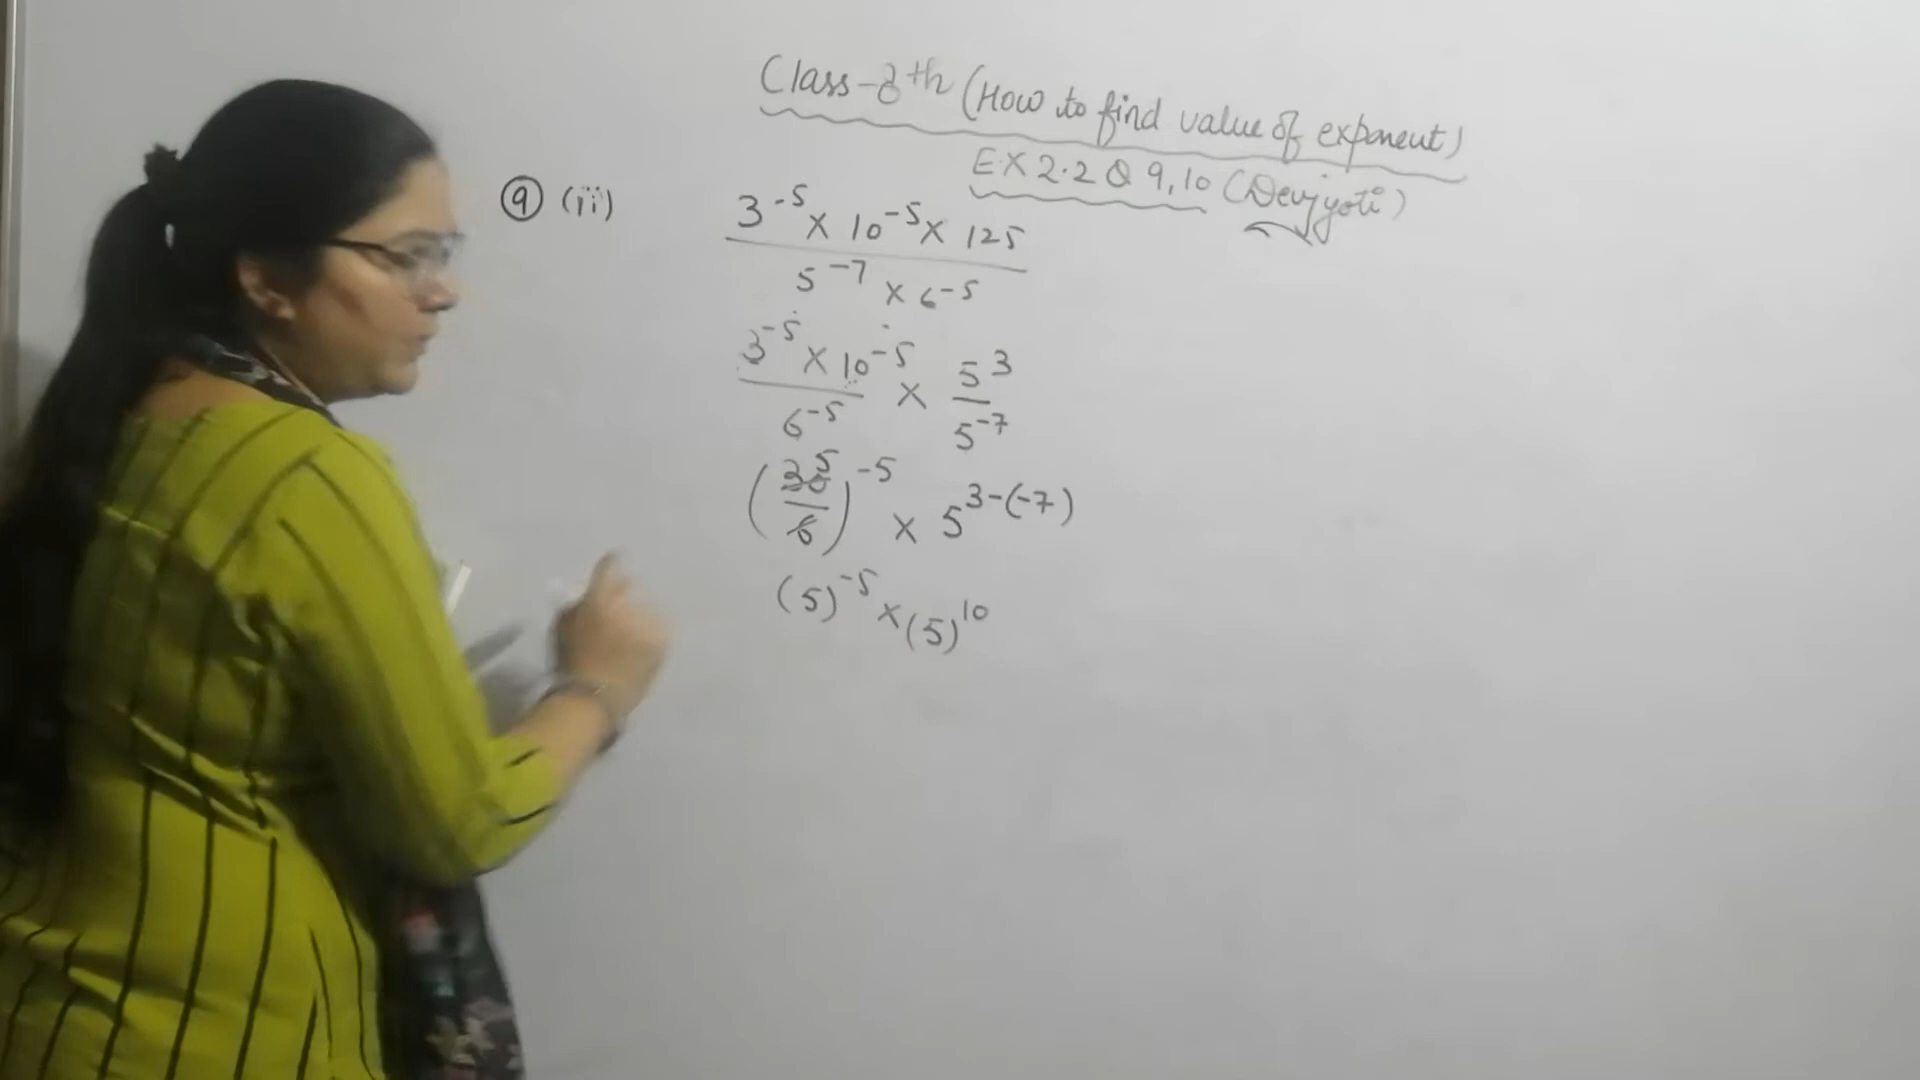 Class-8th (How to find value of exponent)
EX 2.2 Q 9,10 (Devjyoti)
9 (ii)
3^-5 × 10^-5 × 125
5^-7 × 6^-5
3^-5 × 10^-5 × 5^3
6^-5 5^-7
(30/6)^-5 5 × 5^3-(-7)
(5)^-5 × (5)^10